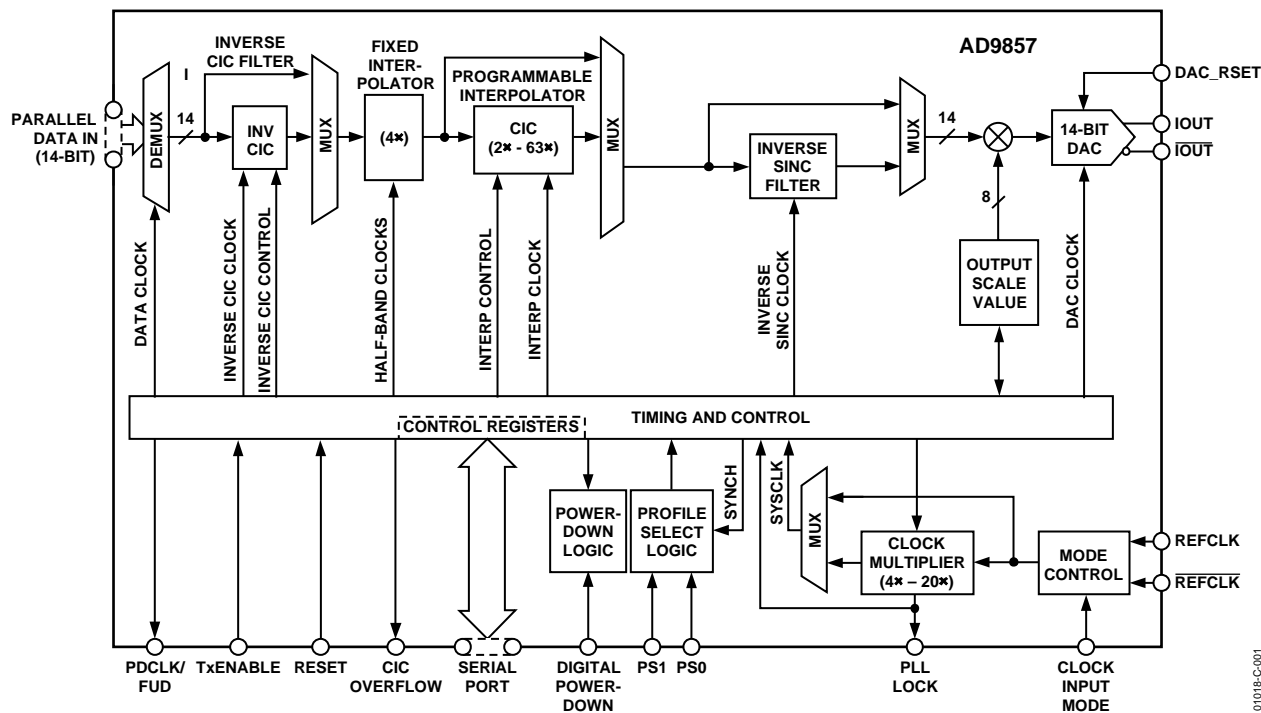 AD9857
INVERSE
CIC FILTER
I
FIXED
INTER-
POLATOR
PROGRAMMABLE
INTERPOLATOR
DAC_RSET
PARALLEL
DATA IN
(14-BIT)
DEMUX
14
INV
CIC
MUX
(4×)
CIC
(2× - 63×)
MUX
INVERSE
SINC
FILTER
MUX
14
14-BIT
DAC
IOUT
IOUT
8
OUTPUT
SCALE
VALUE
DATA CLOCK
INVERSE CIC CLOCK
INVERSE CIC CONTROL
HALF-BAND CLOCKS
INTERP CONTROL
INTERP CLOCK
INVERSE
SINC CLOCK
DAC CLOCK
TIMING AND CONTROL
CONTROL REGISTERS
POWER-
DOWN
LOGIC
PROFILE
SELECT
LOGIC
SYNCH
SYSCLK
MUX
CLOCK
MULTIPLIER
(4× – 20×)
MODE
CONTROL
REFCLK
REFCLK
PDCLK/
FUD
TxENABLE
RESET
CIC
OVERFLOW
SERIAL
PORT
DIGITAL
POWER-
DOWN
PS1
PS0
PLL
LOCK
CLOCK
INPUT
MODE
01018-C-001